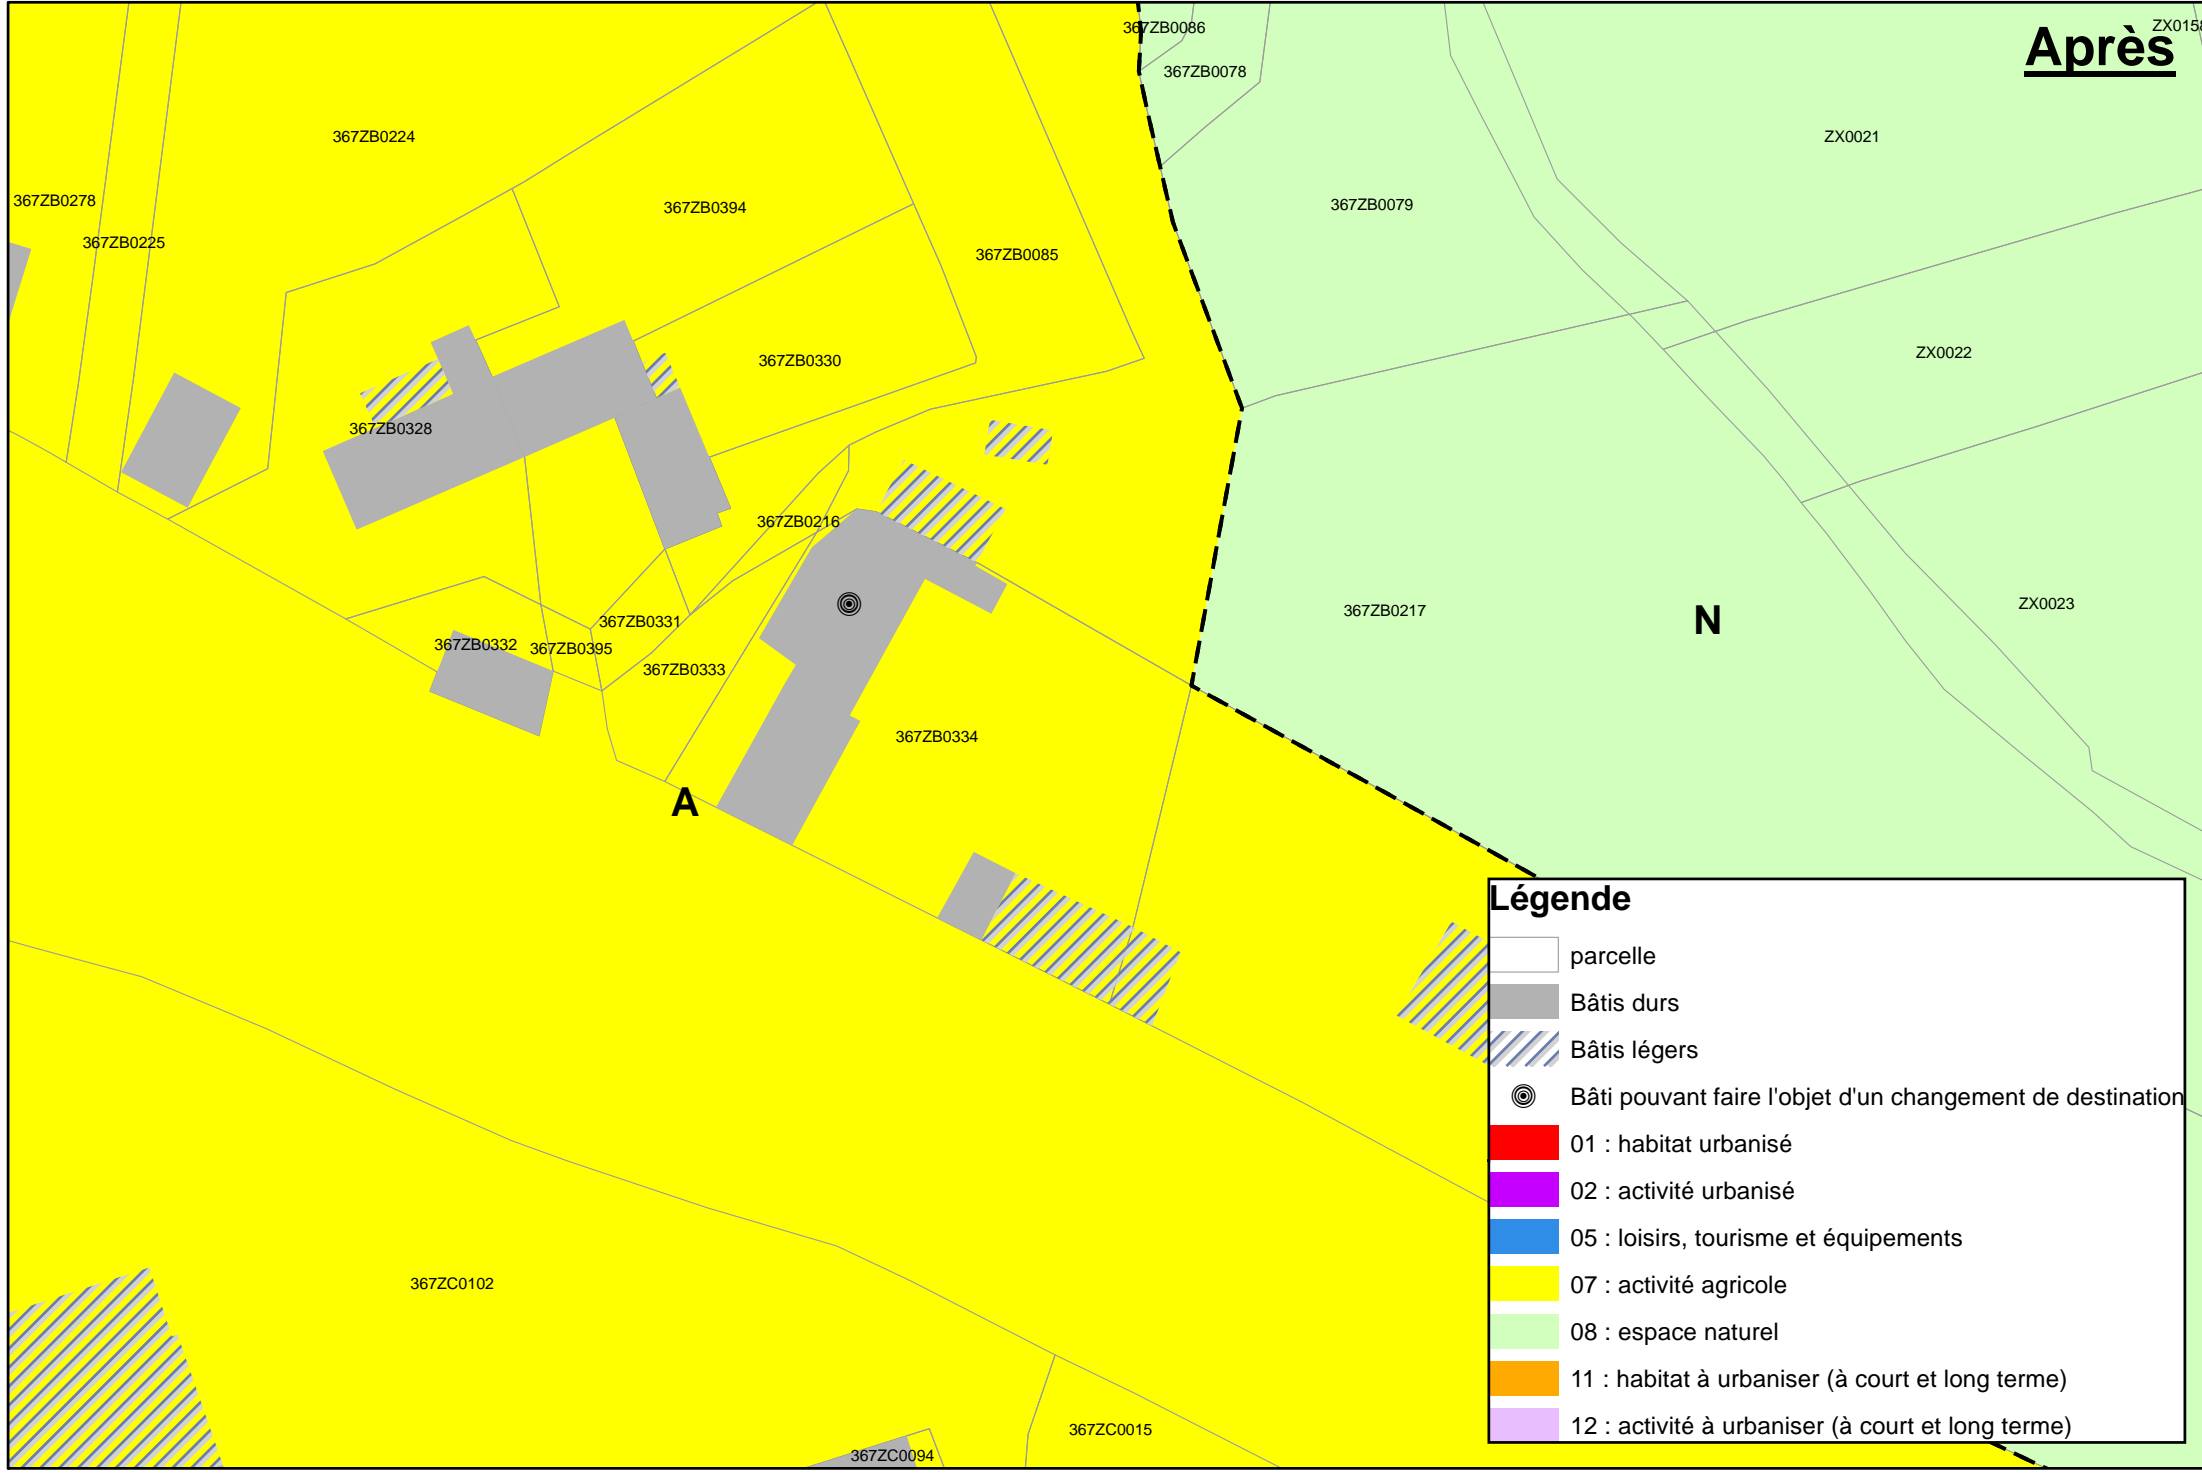 367ZB0086
ZX0158
Après
367ZB0078
367ZB0224
ZX0021
367ZB0278
367ZB0394
367ZB0079
367ZB0225
367ZB0085
367ZB0330
ZX0022
367ZB0328
367ZB0216
367ZB0217
N
ZX0023
367ZB0331
367ZB0332
367ZB0395
367ZB0333
367ZB0334
A
Légende
parcelle
Bâtis durs
Bâtis légers
Bâti pouvant faire l'objet d'un changement de destination
01 : habitat urbanisé
02 : activité urbanisé
05 : loisirs, tourisme et équipements
07 : activité agricole
08 : espace naturel
11 : habitat à urbaniser (à court et long terme)
12 : activité à urbaniser (à court et long terme)
367ZC0102
367ZC0015
367ZC0094